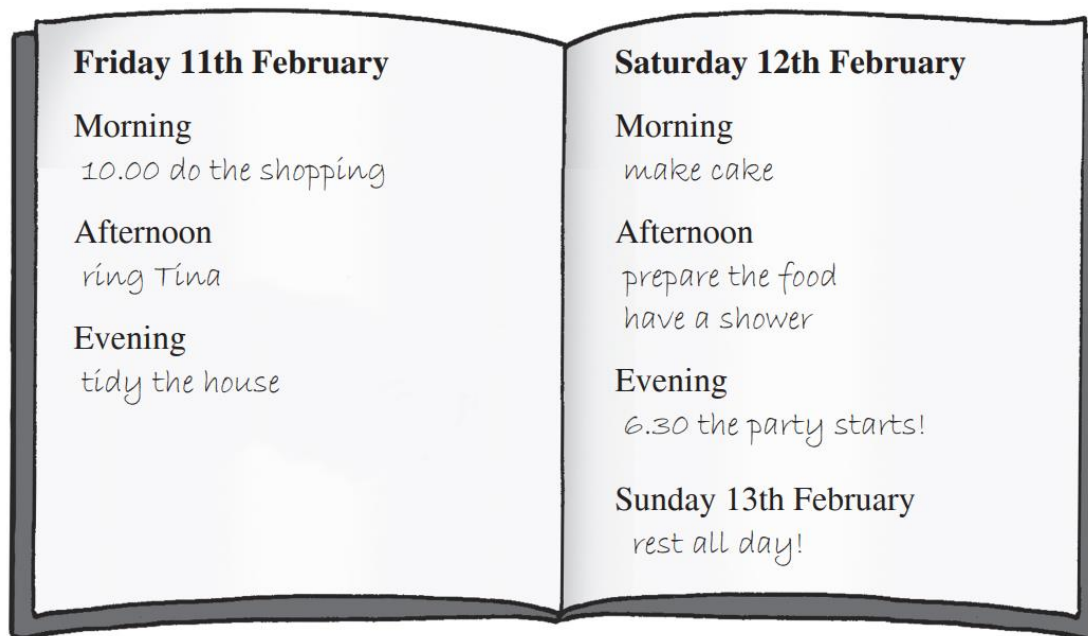 Friday 11th February
Morning
10.00 do the shopping
Afternoon
ring Tina
Evening
tidy the house
Saturday 12th February
Morning
make cake
Afternoon
prepare the food
have a shower
Evening
6.30 the party starts!
Sunday 13th February
rest all day!